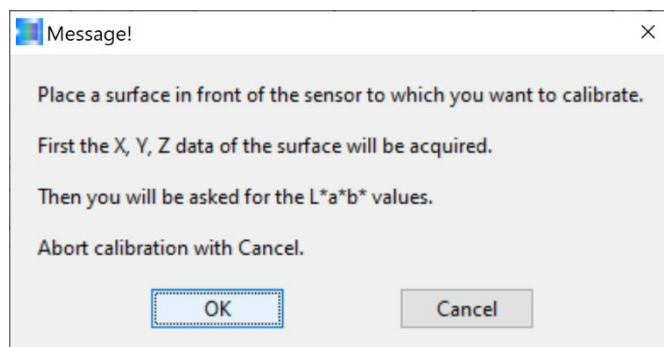 Message!
Place a surface in front of the sensor to which you want to calibrate.
First the X, Y, Z data of the surface will be acquired.
Then you will be asked for the L*a*b* values.
Abort calibration with Cancel.
OK
Cancel